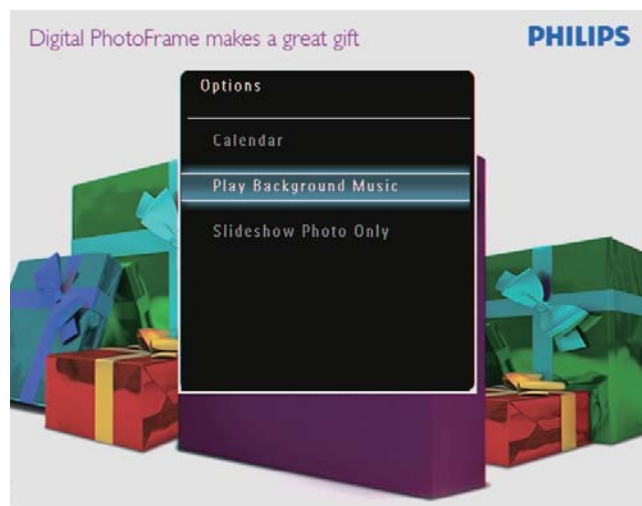 Digital PhotoFrame makes a great gift
PHILIPS
Options
Calendar
Play Background Music
Slideshow Photo Only